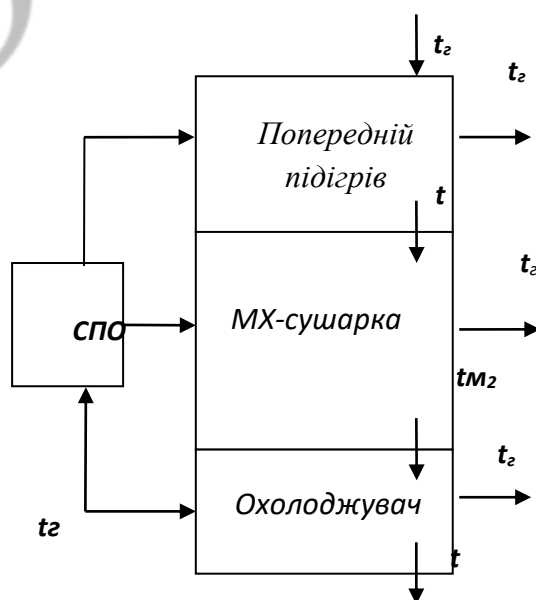 tг
tг
Попередній
підігрів
t
tг
СПО
МХ-сушарка
tм₂
tг
Охолоджувач
tг
t